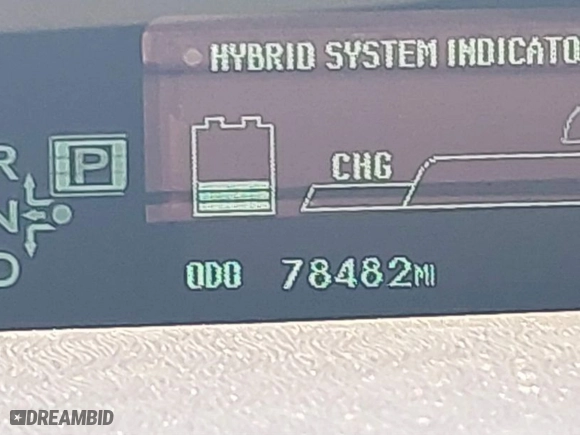 HYBRID SYSTEM INDICATO
R
P
CHG
N
D
ODO 78482MI
DREAMBID